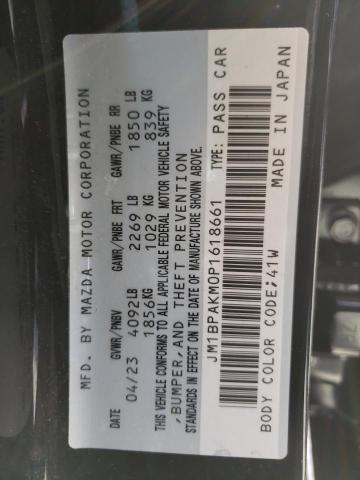 MFD. BY MAZDA MOTOR CORPORATION
DATE GVWR/PNBV GAWR/PNBE FRT GAWR/PNBE RR
04/23 4092LB 2269 LB 1850 LB
1856KG 1029 KG 839 KG
THIS VEHICLE CONFORMS TO ALL APPLICABLE FEDERAL MOTOR VEHICLE SAFETY
,BUMPER,AND THEFT PREVENTION
STANDARDS IN EFFECT ON THE DATE OF MANUFACTURE SHOWN ABOVE.
JM1BPAKM0P1618661 TYPE: PASS CAR
BODY COLOR CODE;41W MADE IN JAPAN